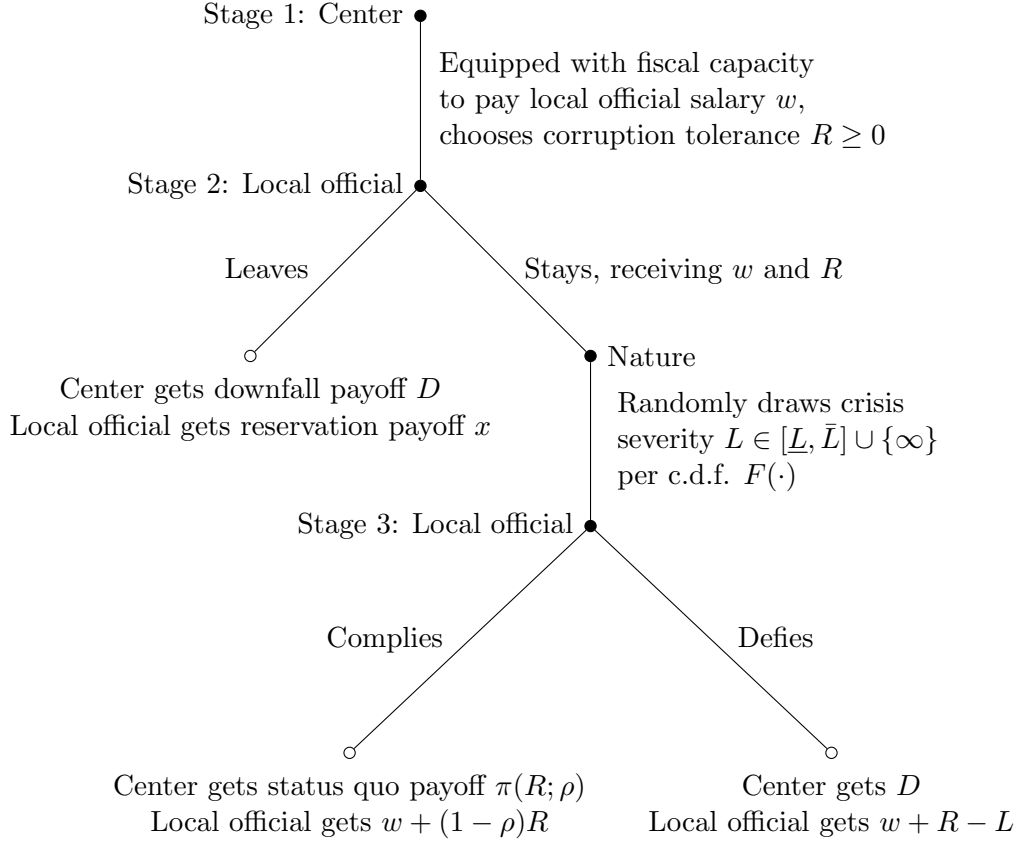 Stage 1: Center
Equipped with fiscal capacity
to pay local official salary w,
chooses corruption tolerance R ≥ 0
Stage 2: Local official
Leaves
Stays, receiving w and R
Center gets downfall payoff D
Local official gets reservation payoff x
Nature
Randomly draws crisis
severity L ∈ [L̲, L̄] ∪ {∞}
per c.d.f. F(·)
Stage 3: Local official
Complies
Defies
Center gets status quo payoff π(R; ρ)
Local official gets w + (1 − ρ)R
Center gets D
Local official gets w + R − L